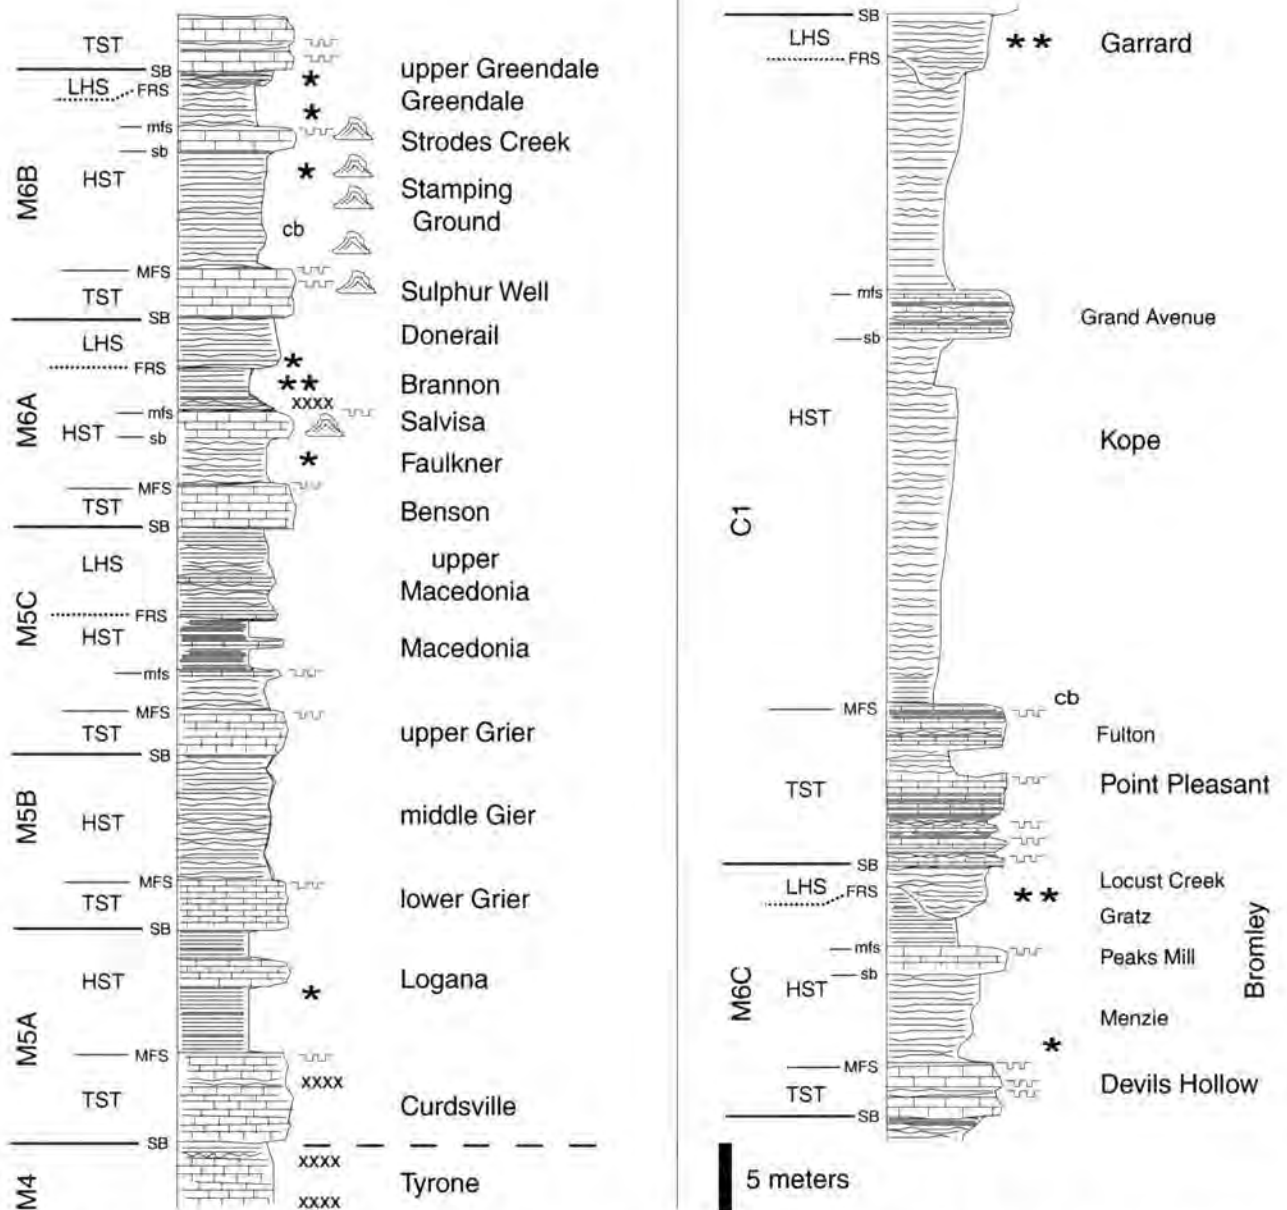 TST
SB
LHS
FRS
upper Greendale
Greendale
*
*
mfs
Strodes Creek
sb
M6B
HST
*
Stamping
Ground
cb
MFS
TST
Sulphur Well
SB
Donerail
LHS
FRS
*
**
Brannon
xxxx
M6A
mfs
Salvisa
HST
sb
*
Faulkner
MFS
TST
Benson
SB
LHS
upper
Macedonia
M5C
FRS
HST
Macedonia
mfs
MFS
TST
upper Grier
SB
M5B
HST
middle Gier
MFS
TST
lower Grier
SB
HST
Logana
*
M5A
MFS
xxxx
TST
Curdsville
SB
xxxx
M4
Tyrone
xxxx
SB
LHS
**
Garrard
FRS
mfs
Grand Avenue
sb
HST
Kope
C1
MFS
cb
Fulton
TST
Point Pleasant
SB
LHS
FRS
**
Locust Creek
Gratz
Bromley
mfs
Peaks Mill
sb
M6C
HST
Menzie
*
MFS
TST
Devils Hollow
SB
5 meters